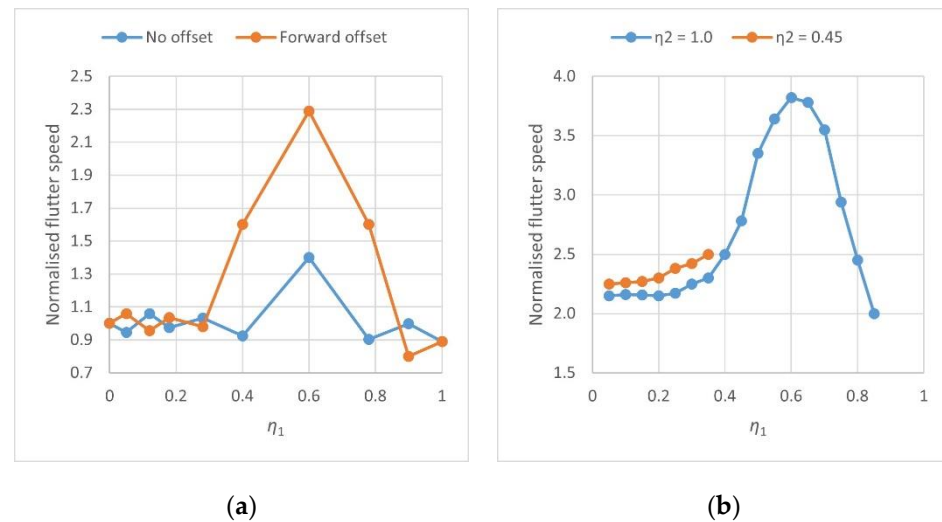 No offset Forward offset
2.5
2.3
2.1
1.9
1.7
1.5
1.3
1.1
0.9
0.7
Normalised flutter speed
0 0.2 0.4 0.6 0.8 1
η1
(a)
η2 = 1.0 η2 = 0.45
4.0
3.5
3.0
2.5
2.0
1.5
Normalised flutter speed
0 0.2 0.4 0.6 0.8 1
η1
(b)